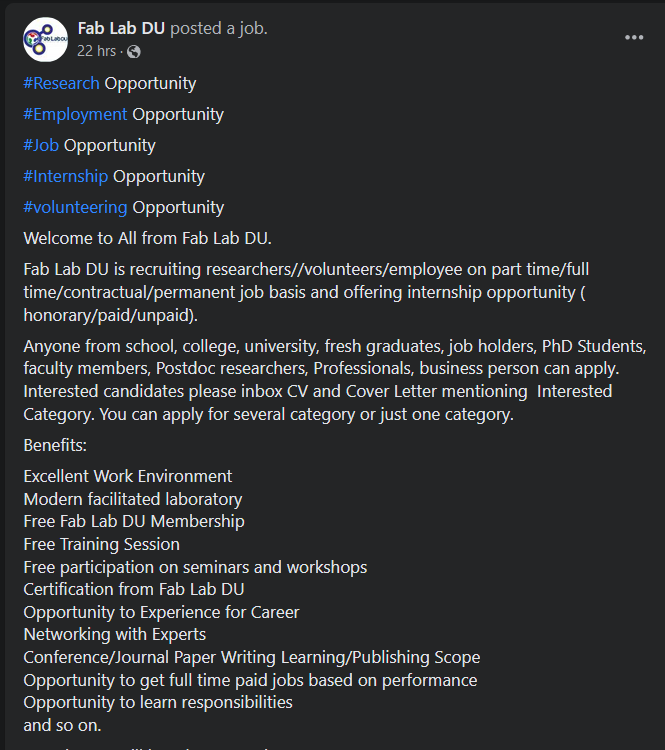 Fab Lab DU posted a job.
22 hrs ·
#Research Opportunity
#Employment Opportunity
#Job Opportunity
#Internship Opportunity
#volunteering Opportunity
Welcome to All from Fab Lab DU.
Fab Lab DU is recruiting researchers//volunteers/employee on part time/full
time/contractual/permanent job basis and offering internship opportunity (
honorary/paid/unpaid).
Anyone from school, college, university, fresh graduates, job holders, PhD Students,
faculty members, Postdoc researchers, Professionals, business person can apply.
Interested candidates please inbox CV and Cover Letter mentioning  Interested
Category. You can apply for several category or just one category.
Benefits:
Excellent Work Environment
Modern facilitated laboratory
Free Fab Lab DU Membership
Free Training Session
Free participation on seminars and workshops
Certification from Fab Lab DU
Opportunity to Experience for Career
Networking with Experts
Conference/Journal Paper Writing Learning/Publishing Scope
Opportunity to get full time paid jobs based on performance
Opportunity to learn responsibilities
and so on.